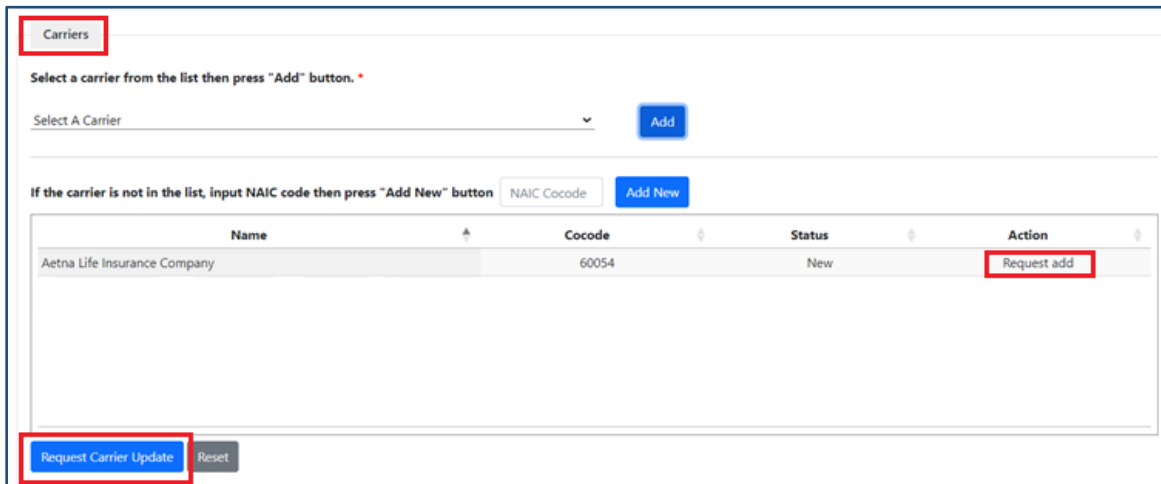 Carriers
Select a carrier from the list then press "Add" button. *
Select A Carrier
Add
If the carrier is not in the list, input NAIC code then press "Add New" button NAIC Cocode Add New
Name Cocode Status Action
Aetna Life Insurance Company 60054 New Request add
Request Carrier Update Reset